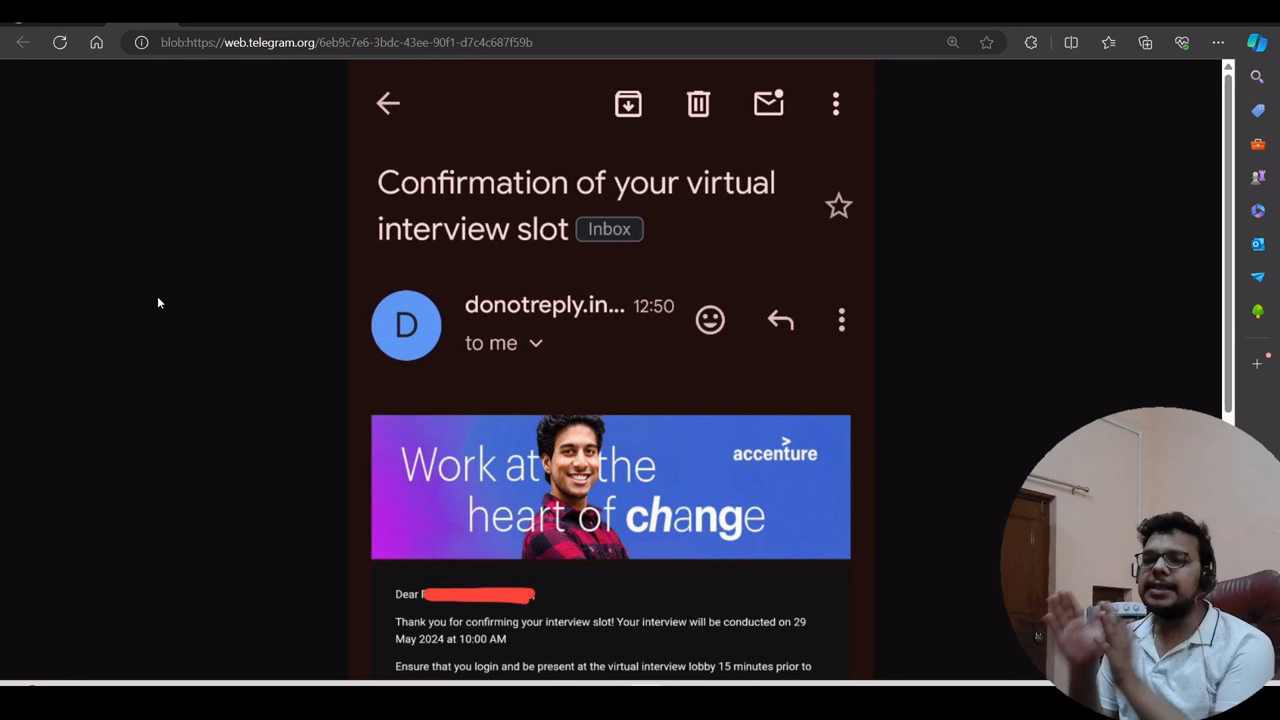 blob:https://web.telegram.org/6eb9c7e6-3bdc-43ee-90f1-d7c4c687f59b
Confirmation of your virtual
interview slot Inbox
donotreply.in... 12:50
D
to me
Work at the
heart of change
accenture
Dear
Thank you for confirming your interview slot! Your interview will be conducted on 29
May 2024 at 10:00 AM
Ensure that you login and be present at the virtual interview lobby 15 minutes prior to